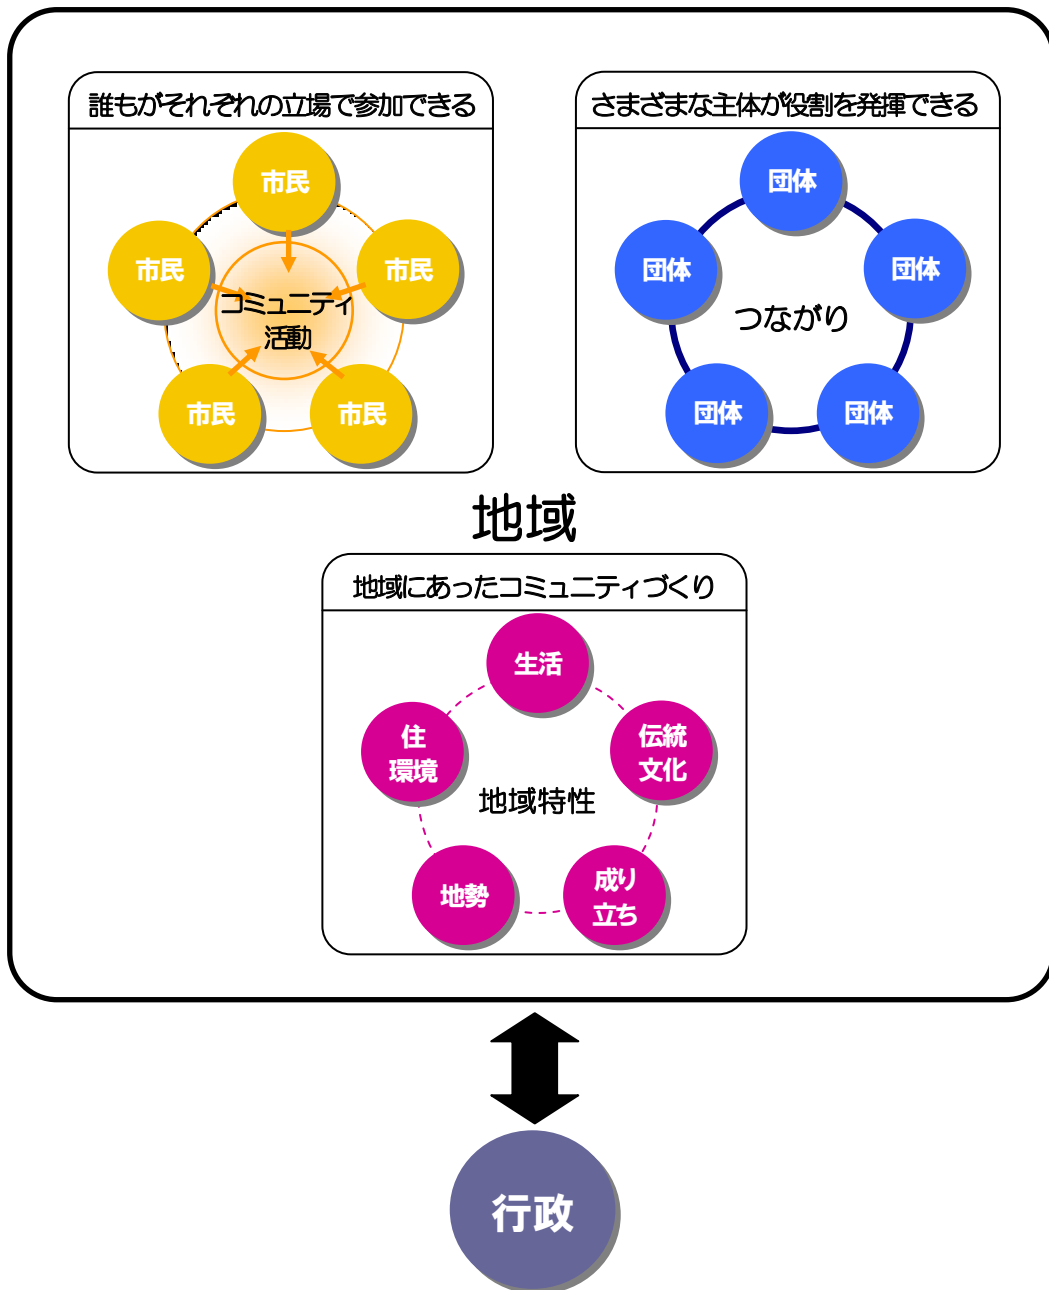 誰もがそれぞれの立場で参加できる
市民
市民
市民
コミュニティ
活動
市民
市民
さまざまな主体が役割を発揮できる
団体
団体
団体
つながり
団体
団体
地域
地域にあったコミュニティづくり
生活
住
環境
伝統
文化
地域特性
地勢
成り
立ち
行政